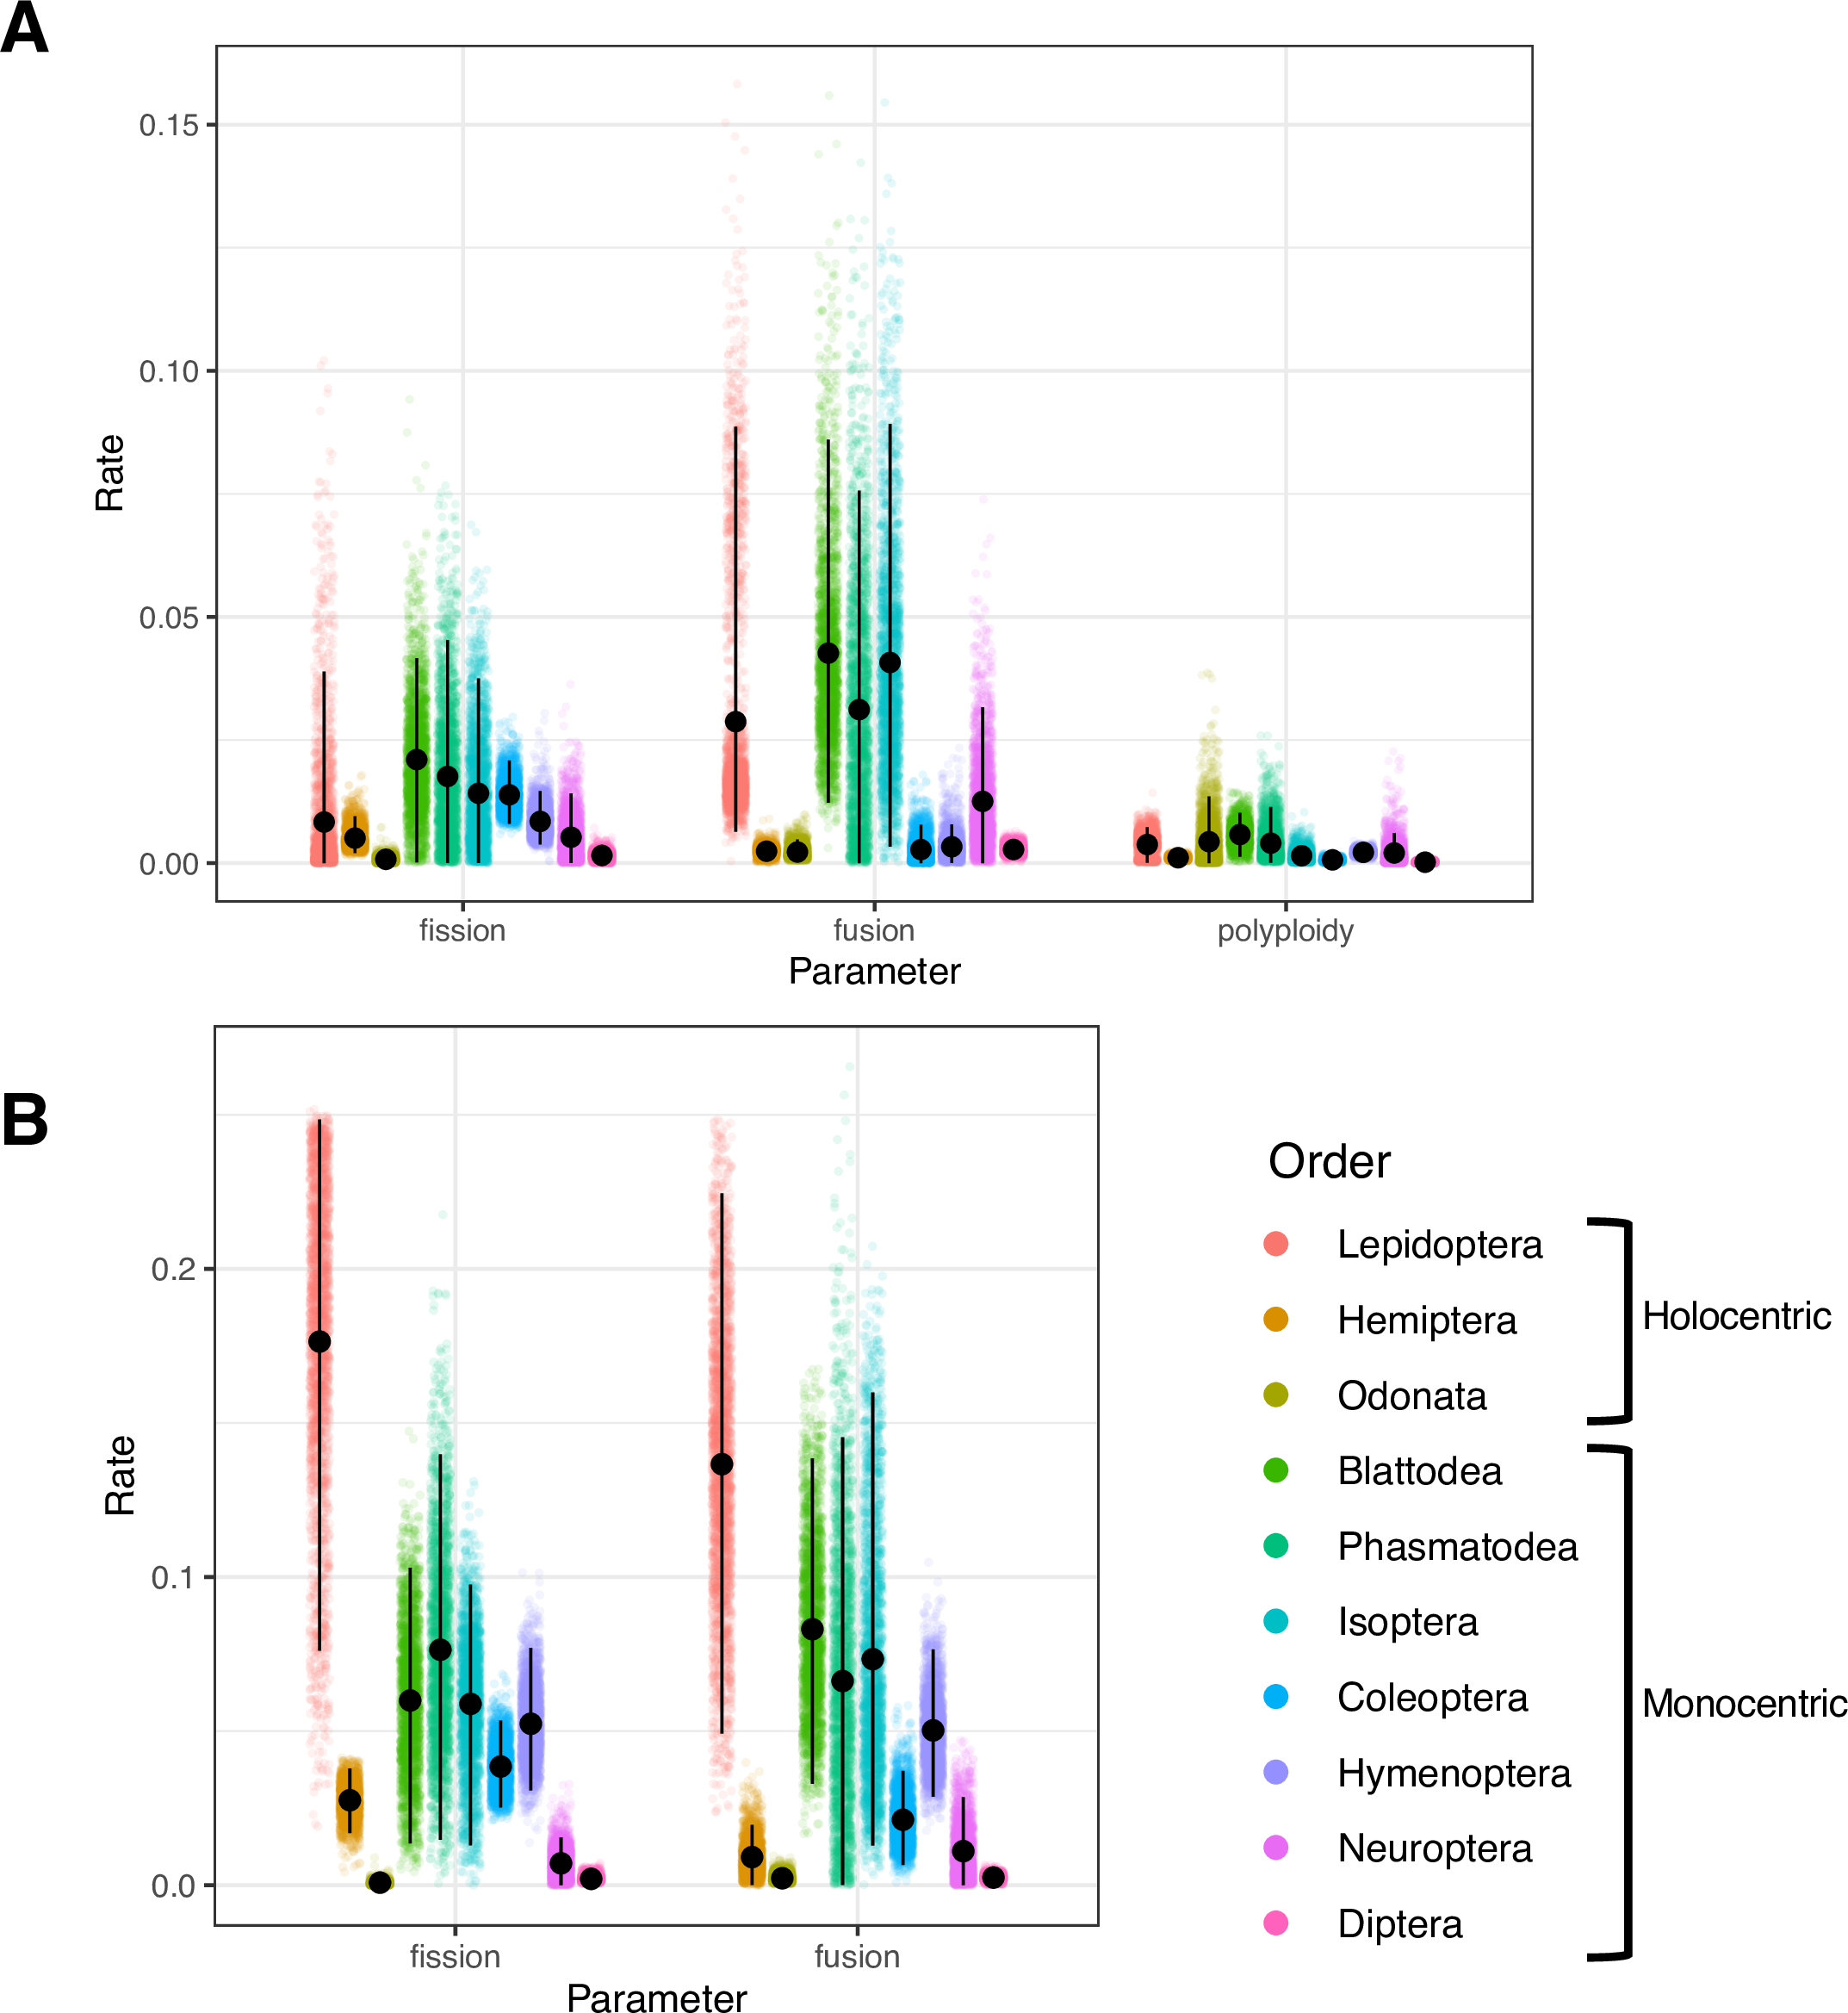 A
0.15
0.10
0.05
0.00
Rate
fission fusion polyploidy
Parameter
B
0.2
0.1
0.0
Rate
fission fusion
Parameter
Order
Lepidoptera
Hemiptera
Odonata
Holocentric
Blattodea
Phasmatodea
Isoptera
Coleoptera
Hymenoptera
Neuroptera
Diptera
Monocentric